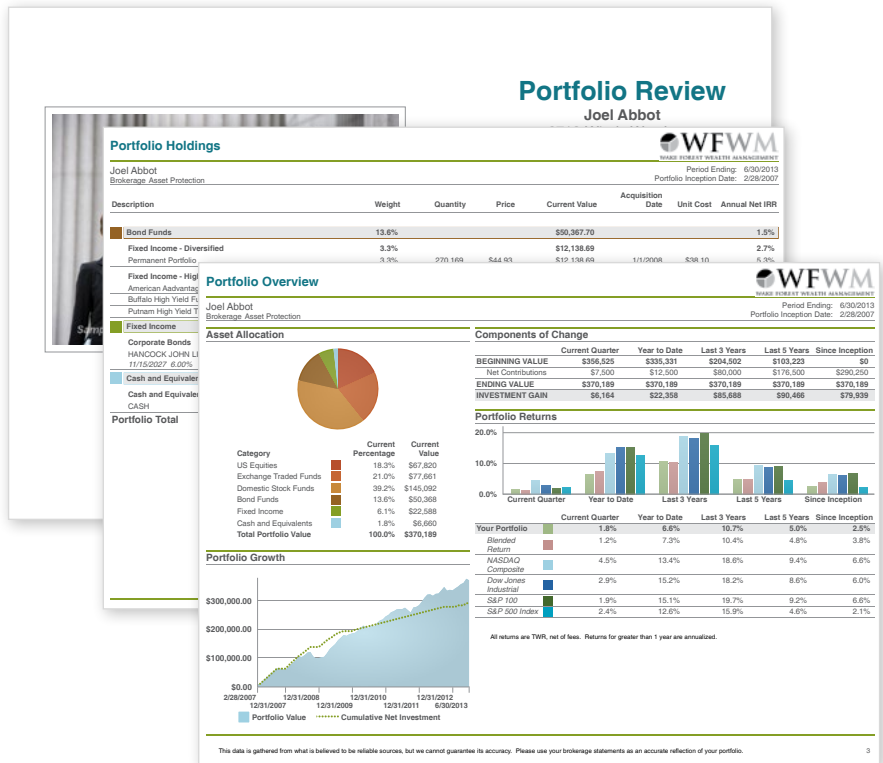 Portfolio Review
Joel Abbot
Portfolio Holdings
WFWM
WAKE FOREST WEALTH MANAGEMENT
Joel Abbot
Brokerage Asset Protection
Period Ending: 6/30/2013
Portfolio Inception Date: 2/28/2007
Description Weight Quantity Price Current Value Acquisition Date Unit Cost Annual Net IRR
Bond Funds 13.6% $50,367.70 1.5%
Fixed Income - Diversified 3.3% $12,138.69 2.7%
Permanent Portfolio 3.3% 270.169 $44.93 $12,138.69 1/1/2008 $38.10 5.3%
Fixed Income -
American
Buffalo High Yield
Putnam High Yield
Fixed Income
Corporate Bonds
HANCOCK JOHN
11/15/2027 6.00%
Cash and
Cash and
CASH
Portfolio Total
Portfolio Overview
WFWM
WAKE FOREST WEALTH MANAGEMENT
Joel Abbot
Brokerage Asset Protection
Period Ending: 6/30/2013
Portfolio Inception Date: 2/28/2007
Asset Allocation
Category Current Percentage Current Value
US Equities 18.3% $67,820
Exchange Traded Funds 21.0% $77,661
Domestic Stock Funds 39.2% $145,092
Bond Funds 13.6% $50,368
Fixed Income 6.1% $22,588
Cash and Equivalents 1.8% $6,660
Total Portfolio Value 100.0% $370,189
Portfolio Growth
$300,000.00
$200,000.00
$100,000.00
$0.00
2/28/2007 12/31/2008 12/31/2010 12/31/2012
12/31/2007 12/31/2009 12/31/2011 6/30/2013
Portfolio Value Cumulative Net Investment
Components of Change
Current Quarter Year to Date Last 3 Years Last 5 Years Since Inception
BEGINNING VALUE $356,525 $335,331 $204,502 $103,223 $0
Net Contributions $7,500 $12,500 $80,000 $176,500 $290,250
ENDING VALUE $370,189 $370,189 $370,189 $370,189 $370,189
INVESTMENT GAIN $6,164 $22,358 $85,688 $90,466 $79,939
Portfolio Returns
20.0%
10.0%
0.0%
Current Quarter Year to Date Last 3 Years Last 5 Years Since Inception
Current Quarter Year to Date Last 3 Years Last 5 Years Since Inception
Your Portfolio 1.8% 6.6% 10.7% 5.0% 2.5%
Blended Return 1.2% 7.3% 10.4% 4.8% 3.8%
NASDAQ Composite 4.5% 13.4% 18.6% 9.4% 6.6%
Dow Jones Industrial 2.9% 15.2% 18.2% 8.6% 6.0%
S&P 100 1.9% 15.1% 19.7% 9.2% 6.6%
S&P 500 Index 2.4% 12.6% 15.9% 4.6% 2.1%
All returns are TWR, net of fees. Returns for greater than 1 year are annualized.
This data is gathered from what is believed to be reliable sources, but we cannot guarantee its accuracy. Please use your brokerage statements as an accurate reflection of your portfolio.
3